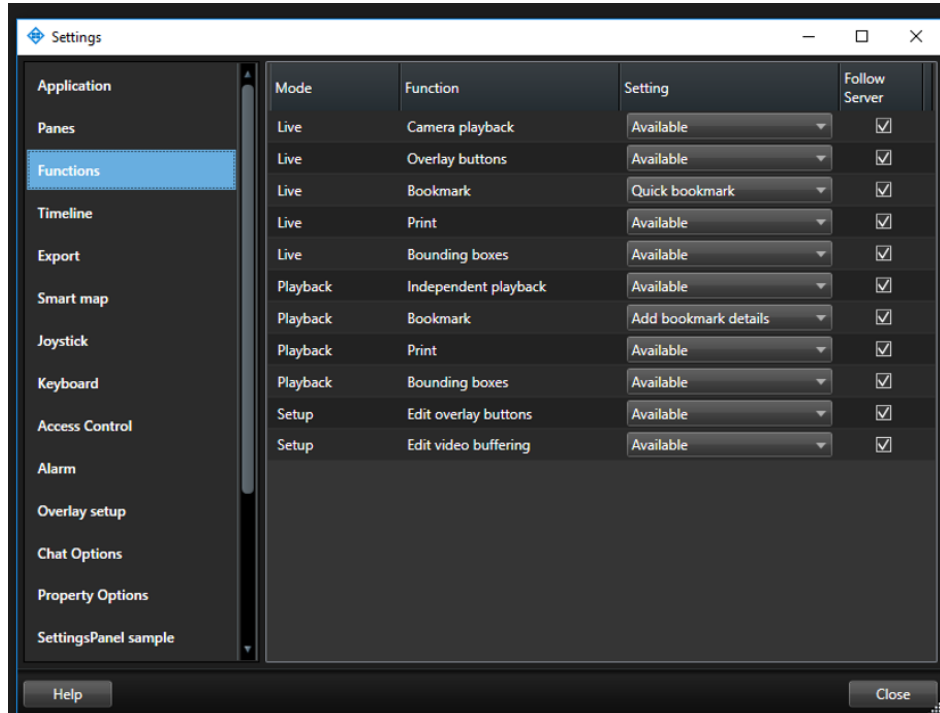 Settings
Application
Panes
Functions
Timeline
Export
Smart map
Joystick
Keyboard
Access Control
Alarm
Overlay setup
Chat Options
Property Options
SettingsPanel sample
Mode Function Setting Follow Server
Live Camera playback Available
Live Overlay buttons Available
Live Bookmark Quick bookmark
Live Print Available
Live Bounding boxes Available
Playback Independent playback Available
Playback Bookmark Add bookmark details
Playback Print Available
Playback Bounding boxes Available
Setup Edit overlay buttons Available
Setup Edit video buffering Available
Help Close